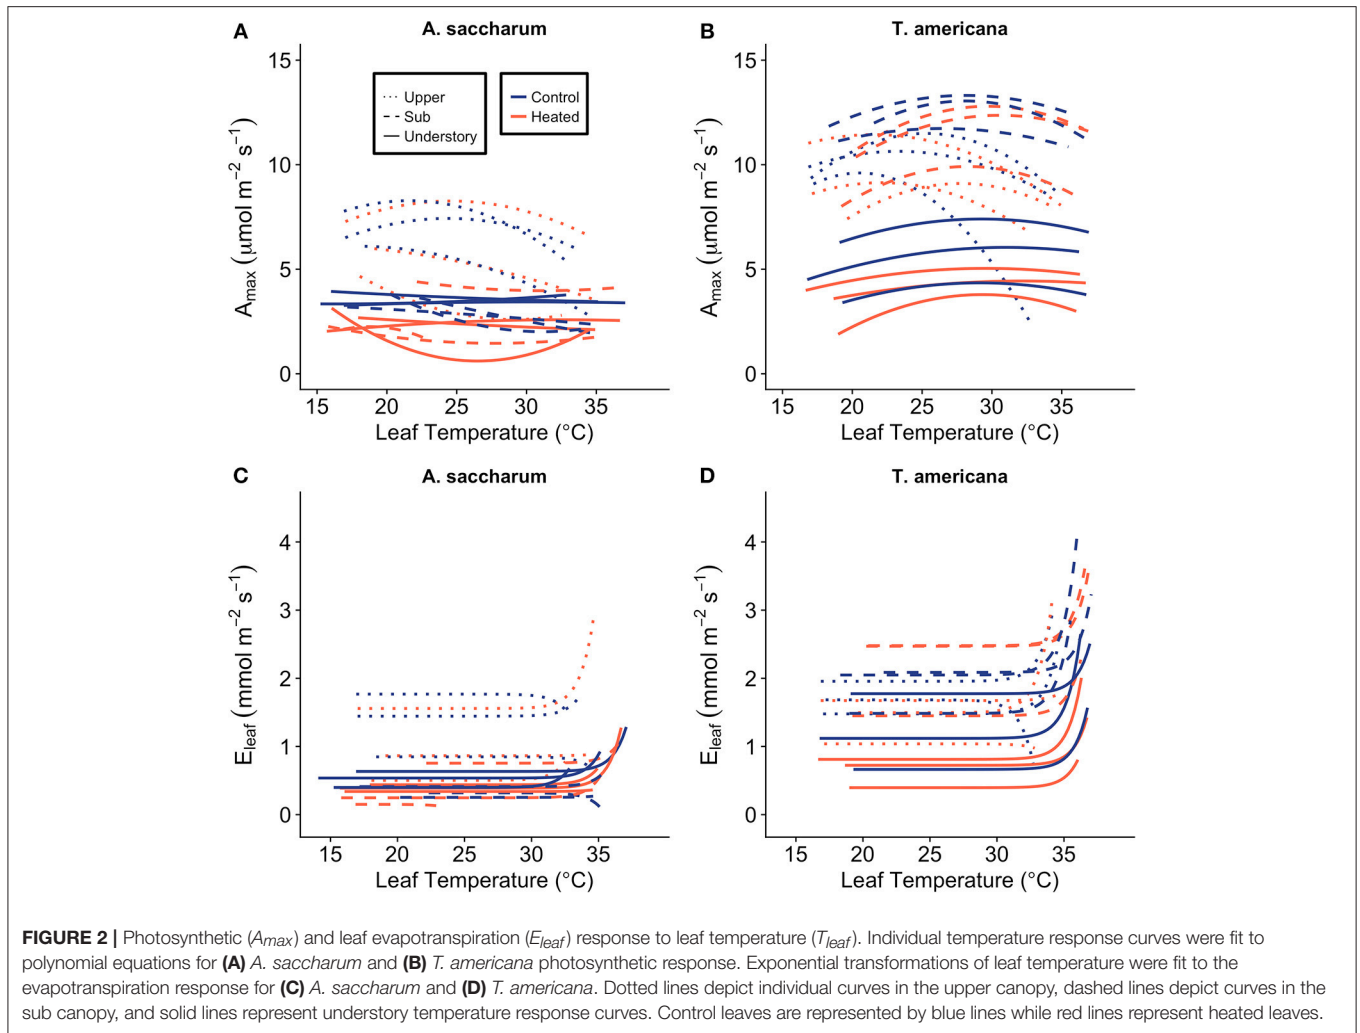 A
A. saccharum
B
T. americana
15
10
5
0
A_max (μmol m⁻² s⁻¹)
Upper
Sub
Understory
Control
Heated
15 20 25 30 35
Leaf Temperature (°C)
15
10
5
0
A_max (μmol m⁻² s⁻¹)
15 20 25 30 35
Leaf Temperature (°C)
C
A. saccharum
D
T. americana
4
3
2
1
0
E_leaf (mmol m⁻² s⁻¹)
15 20 25 30 35
Leaf Temperature (°C)
4
3
2
1
0
E_leaf (mmol m⁻² s⁻¹)
15 20 25 30 35
Leaf Temperature (°C)
FIGURE 2 | Photosynthetic (Amax) and leaf evapotranspiration (Eleaf) response to leaf temperature (Tleaf). Individual temperature response curves were fit to
polynomial equations for (A) A. saccharum and (B) T. americana photosynthetic response. Exponential transformations of leaf temperature were fit to the
evapotranspiration response for (C) A. saccharum and (D) T. americana. Dotted lines depict individual curves in the upper canopy, dashed lines depict curves in the
sub canopy, and solid lines represent understory temperature response curves. Control leaves are represented by blue lines while red lines represent heated leaves.